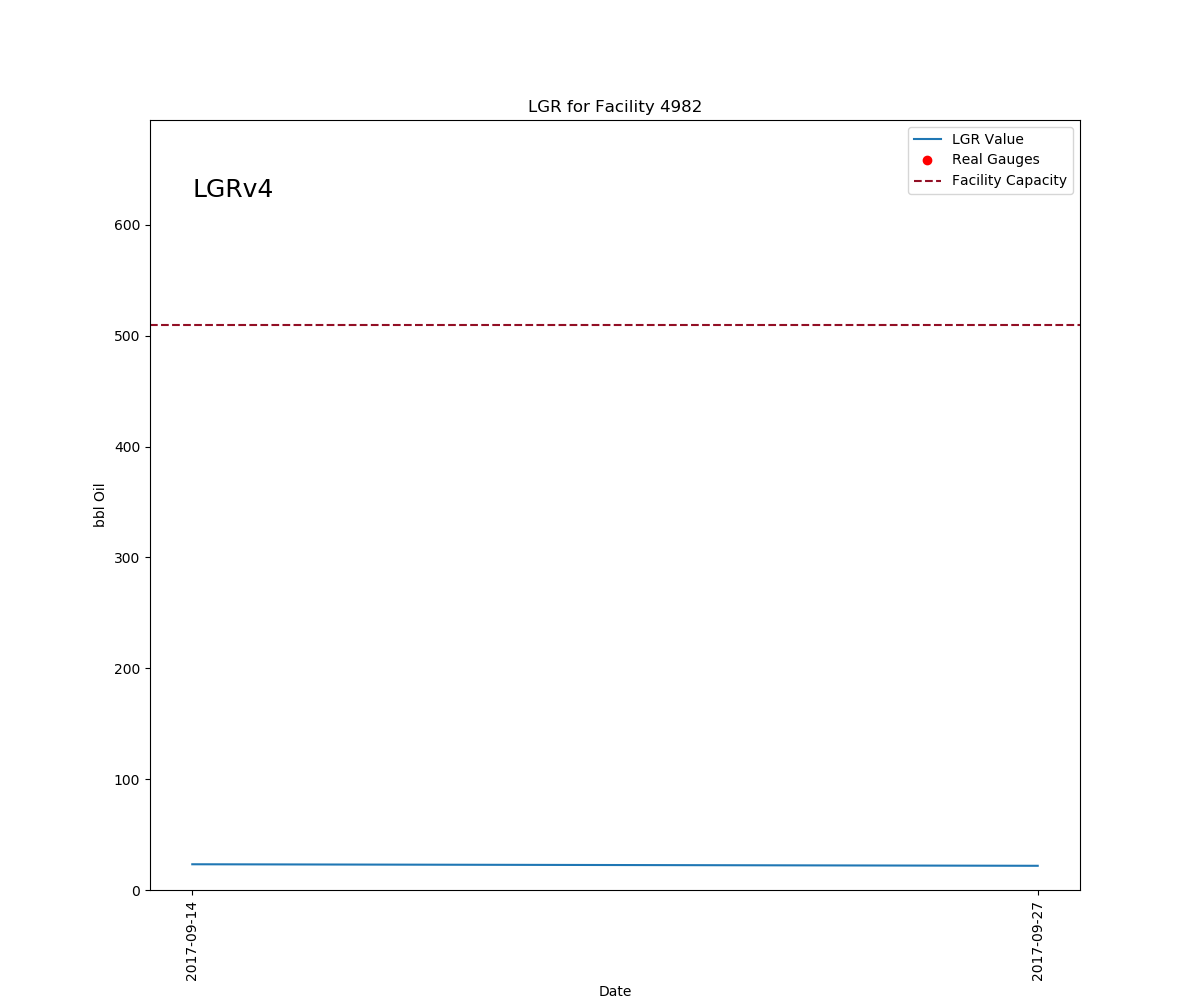 LGR for Facility 4982
LGRv4
LGR Value
Real Gauges
Facility Capacity
600
500
400
300
200
100
0
bbl Oil
2017-09-14
2017-09-27
Date